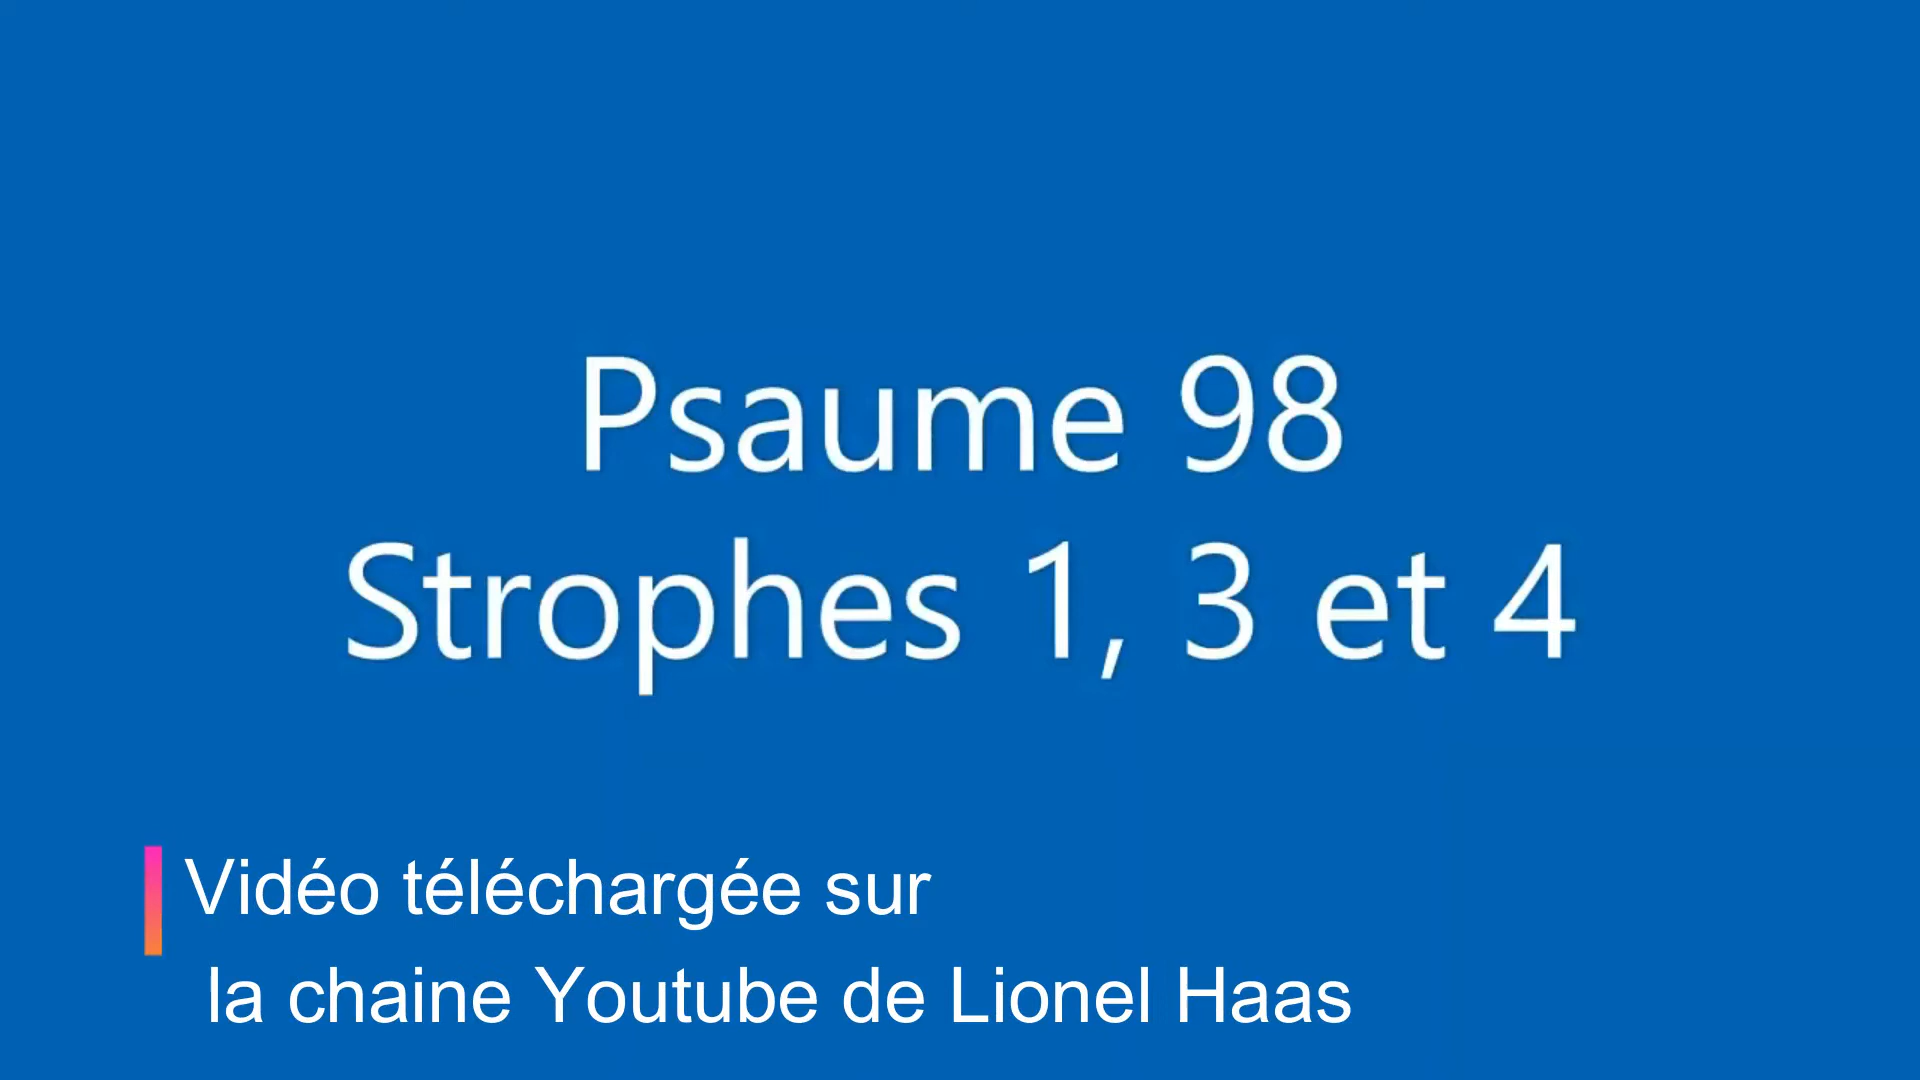 Psaume 98
Strophes 1, 3 et 4
Vidéo téléchargée sur
la chaine Youtube de Lionel Haas